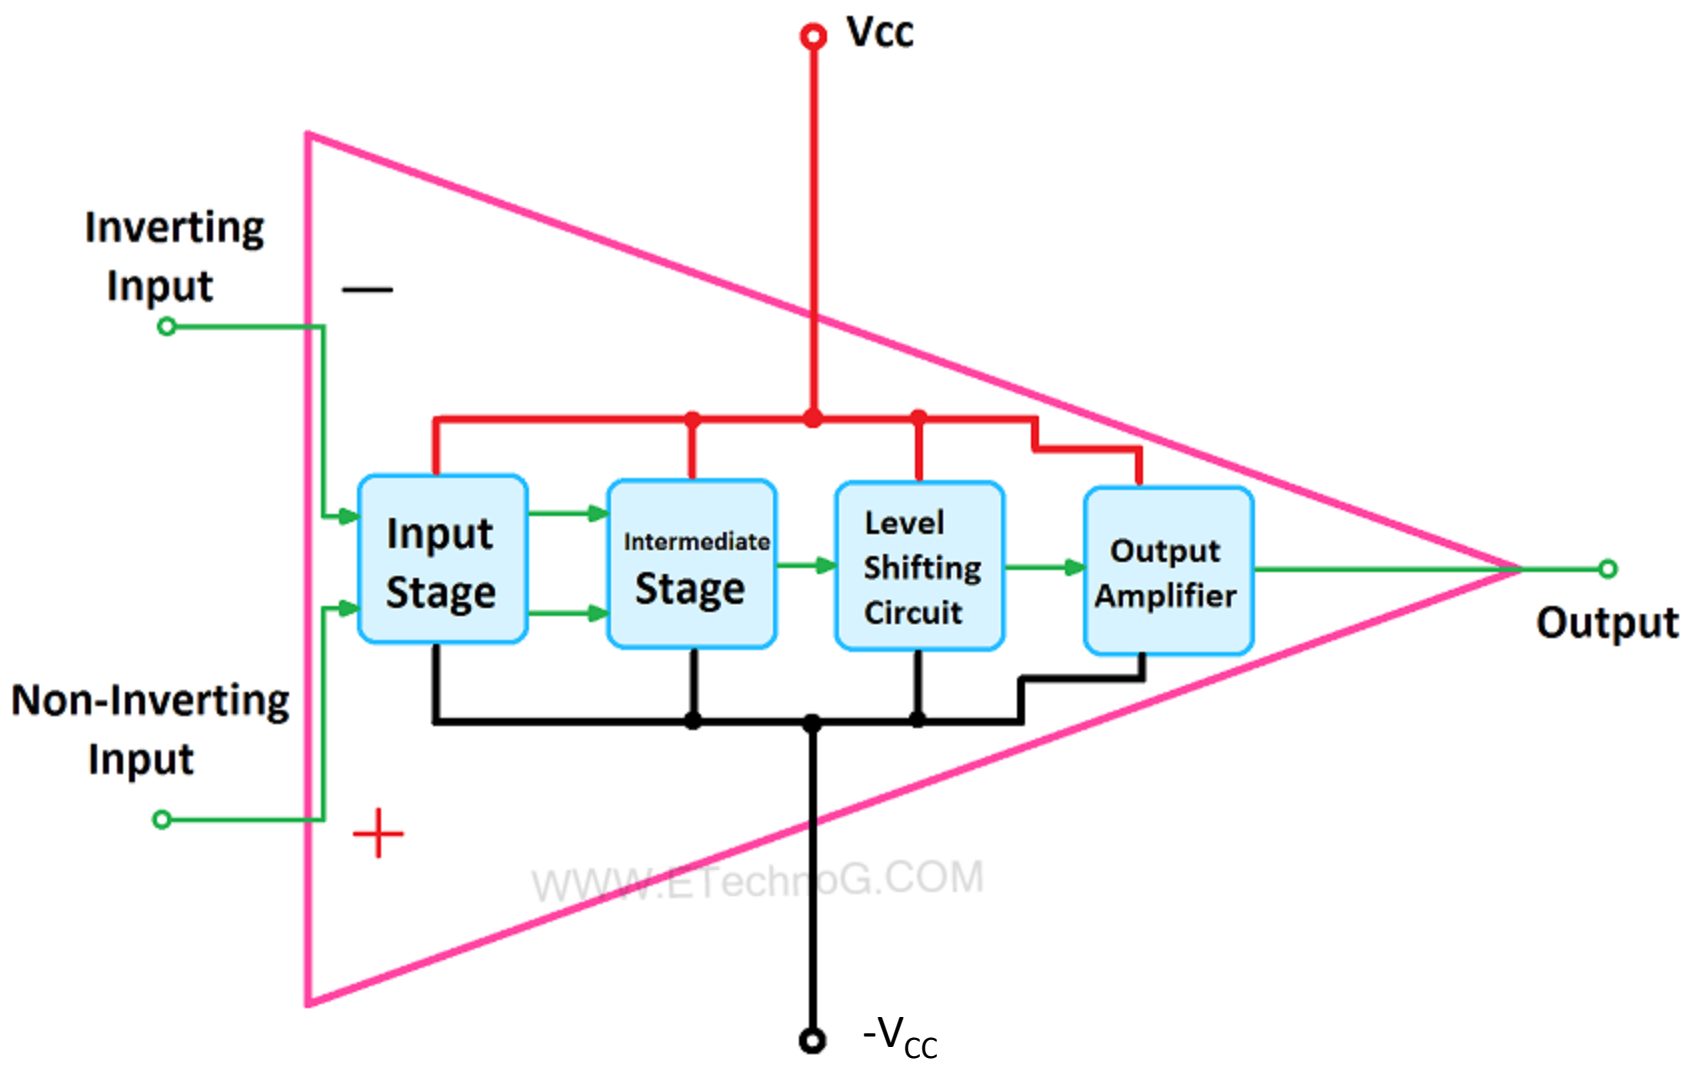 Vcc
Inverting
Input
—
Input
Stage
Intermediate
Stage
Level
Shifting
Circuit
Output
Amplifier
Output
Non-Inverting
Input
+
WWW.ETechnoG.COM
-VCC